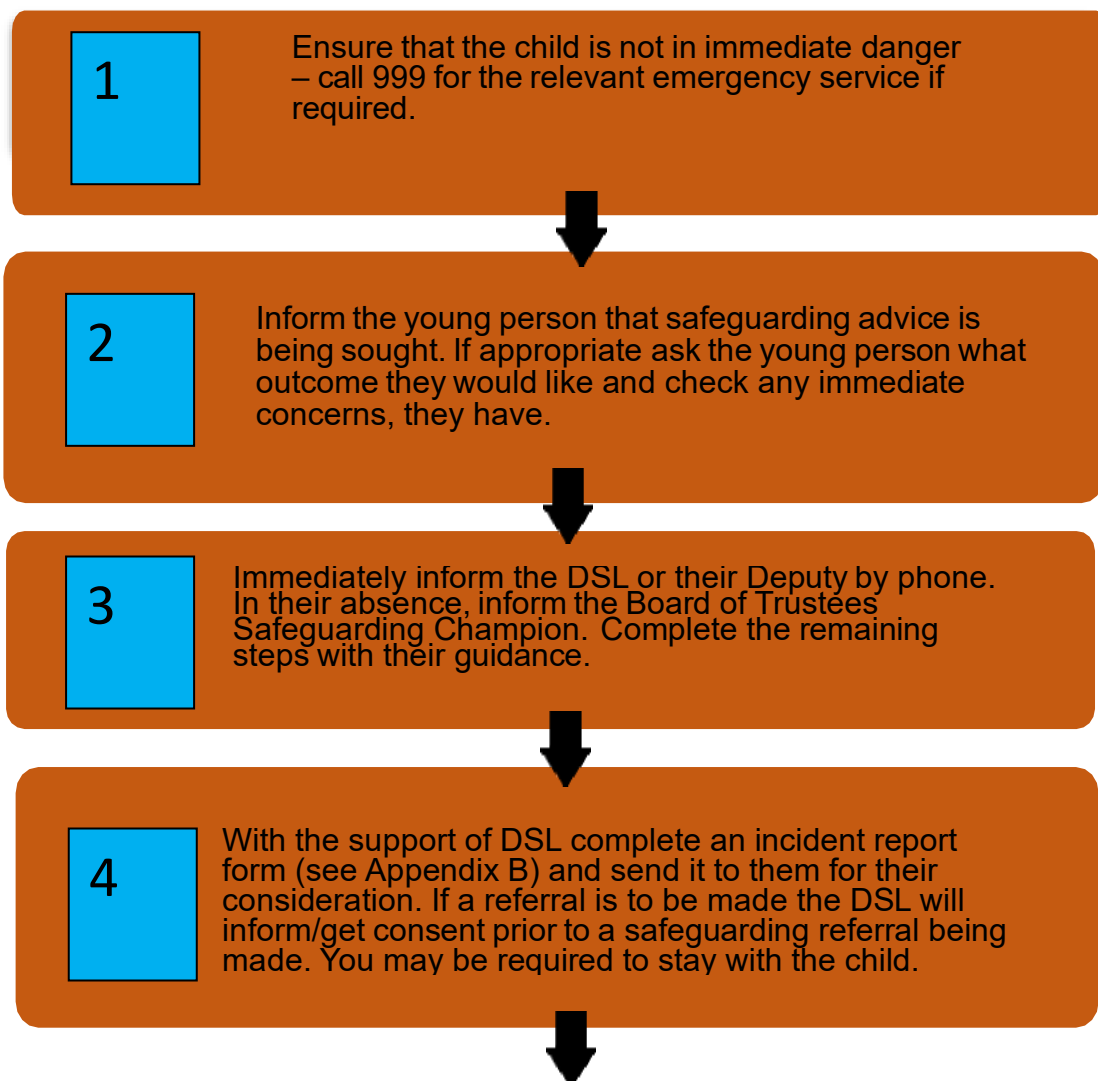 1
Ensure that the child is not in immediate danger
– call 999 for the relevant emergency service if
required.
2
Inform the young person that safeguarding advice is
being sought. If appropriate ask the young person what
outcome they would like and check any immediate
concerns, they have.
3
Immediately inform the DSL or their Deputy by phone.
In their absence, inform the Board of Trustees
Safeguarding Champion. Complete the remaining
steps with their guidance.
4
With the support of DSL complete an incident report
form (see Appendix B) and send it to them for their
consideration. If a referral is to be made the DSL will
inform/get consent prior to a safeguarding referral being
made. You may be required to stay with the child.